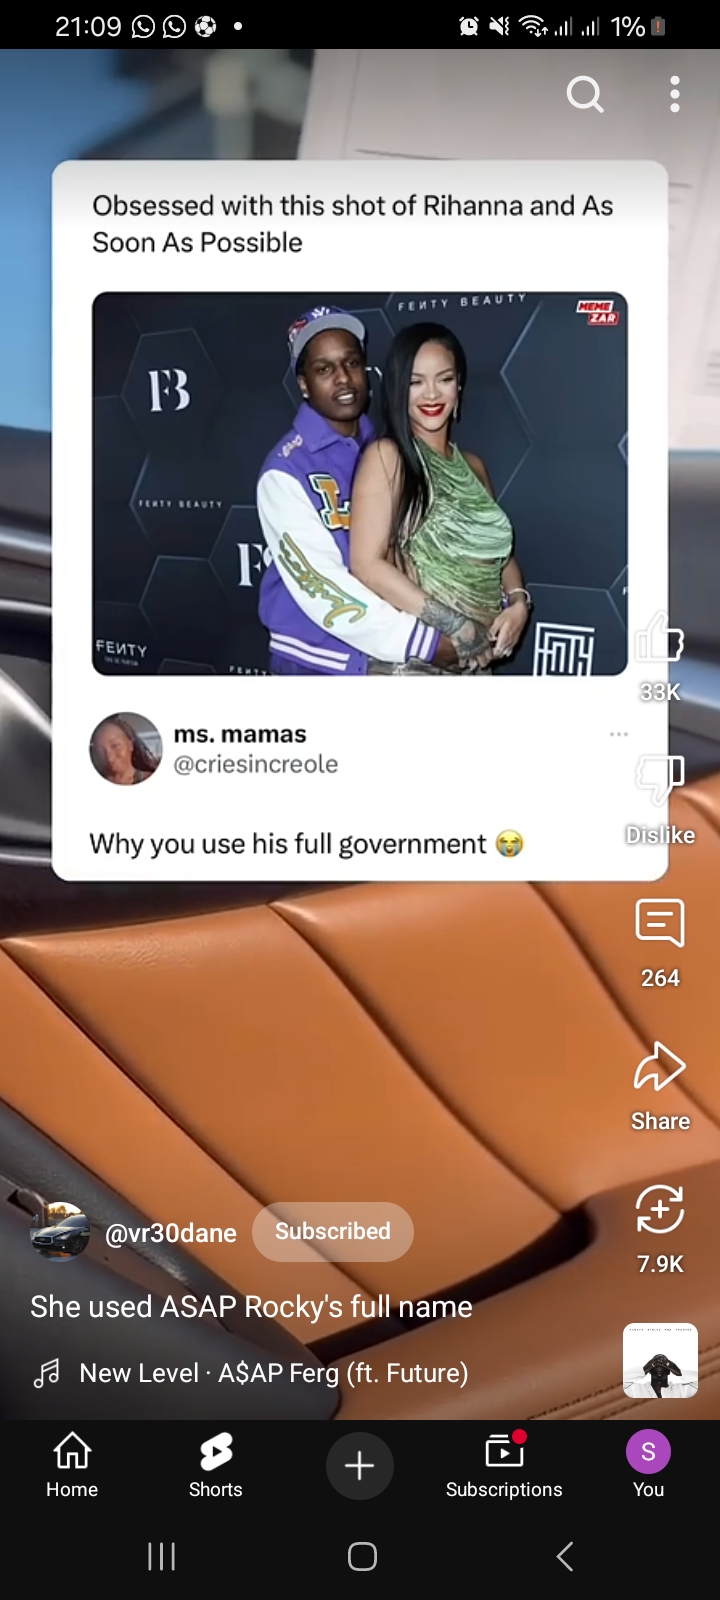 21:09
1%
Obsessed with this shot of Rihanna and As
Soon As Possible
FENTY BEAUTY
MEME
ZAR
FB
FENTY BEAUTY
FENTY
ms. mamas
@criesincreole
Why you use his full government 😭
33K
Dislike
264
Share
7.9K
@vr30dane
Subscribed
She used ASAP Rocky's full name
New Level · A$AP Ferg (ft. Future)
Home
Shorts
Subscriptions
S
You